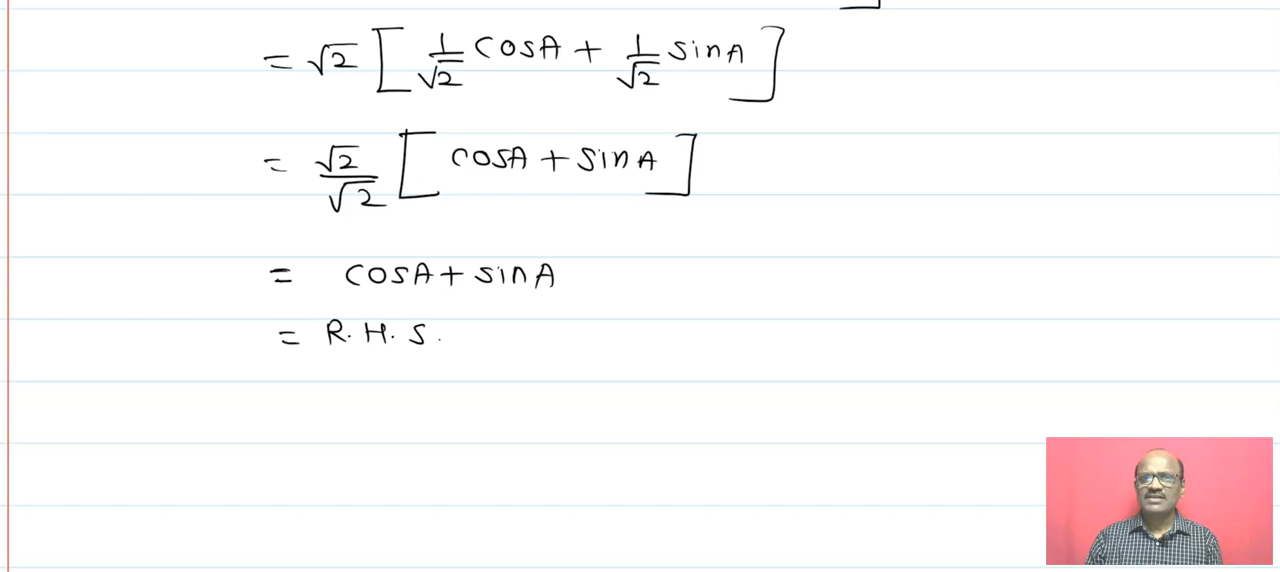 = √2 [ 1/√2 cosA + 1/√2 sinA ]
= √2/√2 [ cosA + sinA ]
= cosA + sinA
= R.H.S.